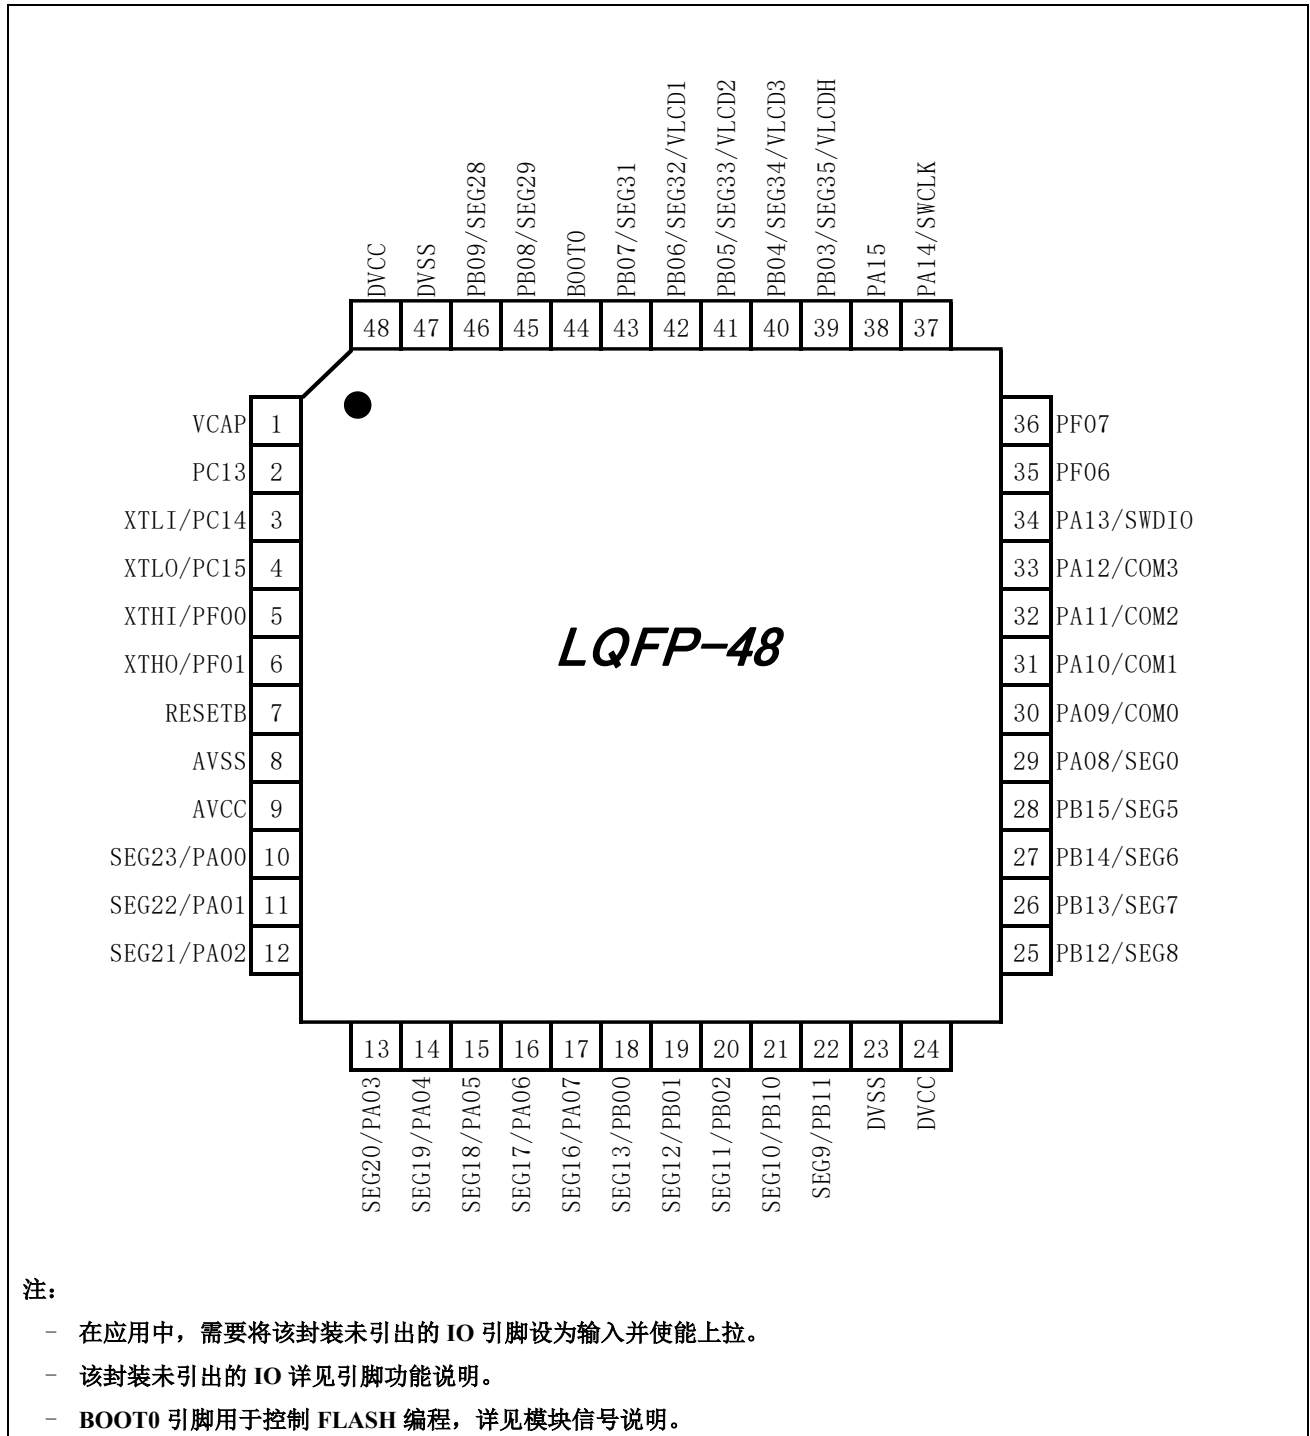 DVCC
DVSS
PB09/SEG28
PB08/SEG29
BOOT0
PB07/SEG31
PB06/SEG32/VLCD1
PB05/SEG33/VLCD2
PB04/SEG34/VLCD3
PB03/SEG35/VLCDH
PA15
PA14/SWCLK
48 47 46 45 44 43 42 41 40 39 38 37
VCAP 1
PC13 2
XTLI/PC14 3
XTLO/PC15 4
XTHI/PF00 5
XTHO/PF01 6
RESETB 7
AVSS 8
AVCC 9
SEG23/PA00 10
SEG22/PA01 11
SEG21/PA02 12
LQFP-48
36 PF07
35 PF06
34 PA13/SWDIO
33 PA12/COM3
32 PA11/COM2
31 PA10/COM1
30 PA09/COM0
29 PA08/SEG0
28 PB15/SEG5
27 PB14/SEG6
26 PB13/SEG7
25 PB12/SEG8
13 14 15 16 17 18 19 20 21 22 23 24
SEG20/PA03
SEG19/PA04
SEG18/PA05
SEG17/PA06
SEG16/PA07
SEG13/PB00
SEG12/PB01
SEG11/PB02
SEG10/PB10
SEG9/PB11
DVSS
DVCC
注：
- 在应用中，需要将该封装未引出的 IO 引脚设为输入并使能上拉。
- 该封装未引出的 IO 详见引脚功能说明。
- BOOT0 引脚用于控制 FLASH 编程，详见模块信号说明。